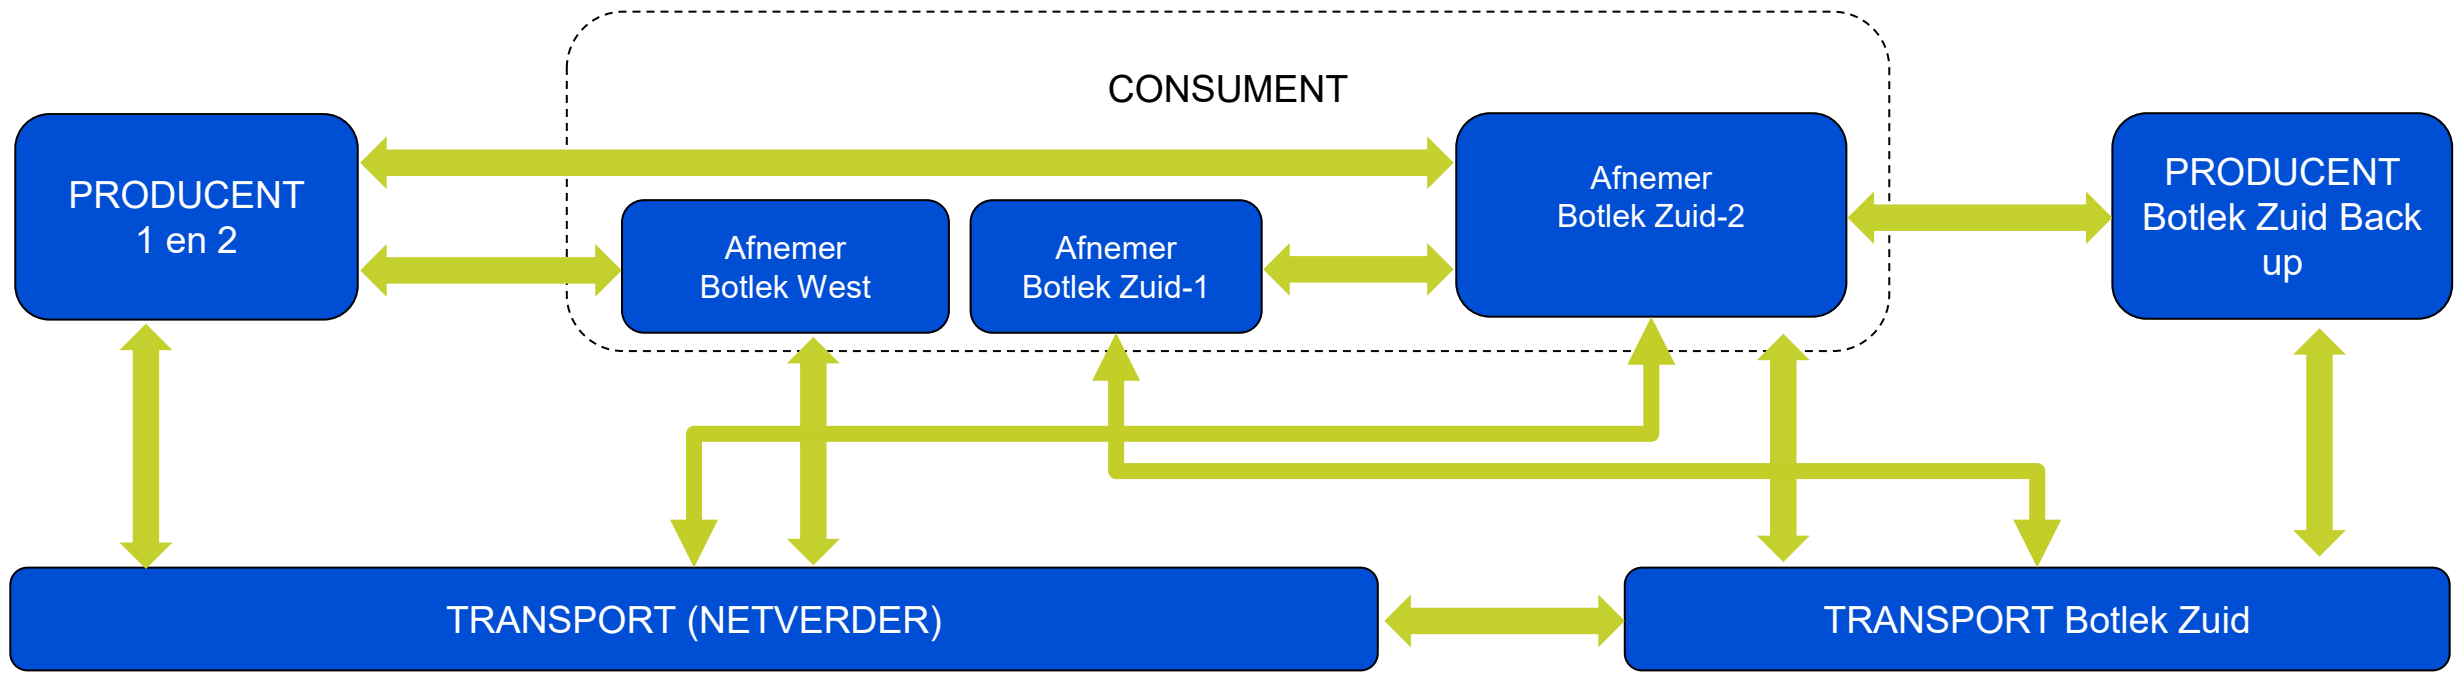 CONSUMENT
PRODUCENT
1 en 2
Afnemer
Botlek West
Afnemer
Botlek Zuid-1
Afnemer
Botlek Zuid-2
PRODUCENT
Botlek Zuid Back
up
TRANSPORT (NETVERDER)
TRANSPORT Botlek Zuid